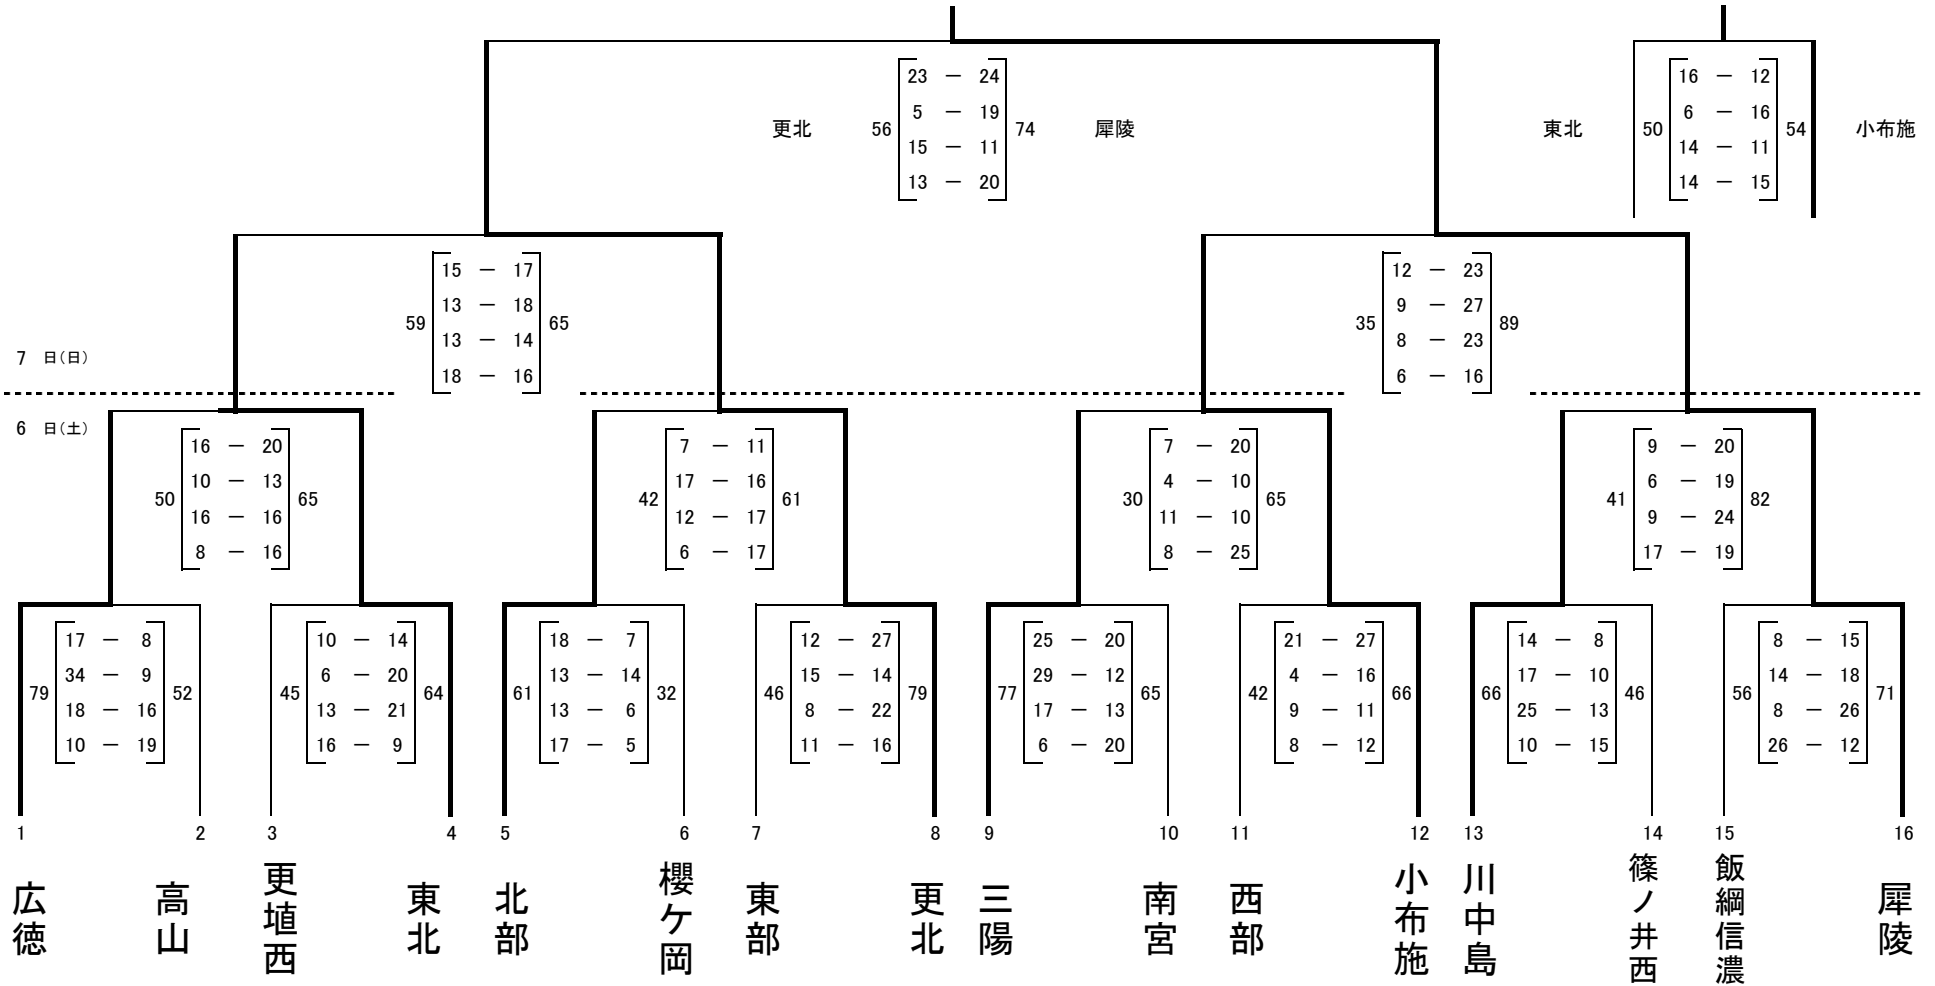 23 － 24
5 － 19
更北 56 74 犀陵
15 － 11
13 － 20
16 － 12
6 － 16
東北 50 54 小布施
14 － 11
14 － 15
15 － 17
13 － 18
59 65
13 － 14
18 － 16
12 － 23
9 － 27
35 89
8 － 23
6 － 16
7 日(日)
6 日(土)
16 － 20
10 － 13
50 65
16 － 16
8 － 16
7 － 11
17 － 16
42 61
12 － 17
6 － 17
7 － 20
4 － 10
30 65
11 － 10
8 － 25
9 － 20
6 － 19
41 82
9 － 24
17 － 19
17 － 8
34 － 9
79 52
18 － 16
10 － 19
10 － 14
6 － 20
45 64
13 － 21
16 － 9
18 － 7
13 － 14
61 32
13 － 6
17 － 5
12 － 27
15 － 14
46 79
8 － 22
11 － 16
25 － 20
29 － 12
77 65
17 － 13
6 － 20
21 － 27
4 － 16
42 66
9 － 11
8 － 12
14 － 8
17 － 10
66 46
25 － 13
10 － 15
8 － 15
14 － 18
56 71
8 － 26
26 － 12
1 2 3 4 5 6 7 8 9 10 11 12 13 14 15 16
広徳
高山
更埴西
東北
北部
櫻ケ岡
東部
更北
三陽
南宮
西部
小布施
川中島
篠ノ井西
飯綱信濃
犀陵